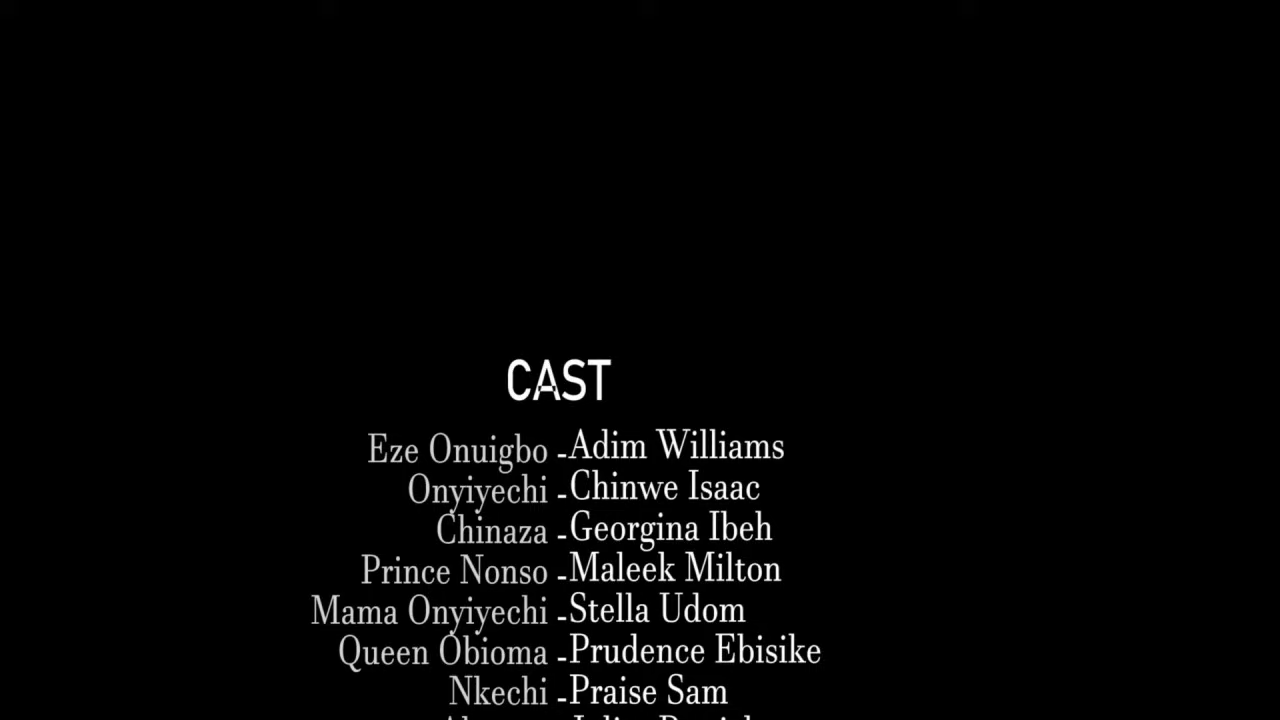 CAST
Eze Onuigbo -Adim Williams
Onyiyechi -Chinwe Isaac
Chinaza -Georgina Ibeh
Prince Nonso -Maleek Milton
Mama Onyiyechi -Stella Udom
Queen Obioma -Prudence Ebisike
Nkechi -Praise Sam